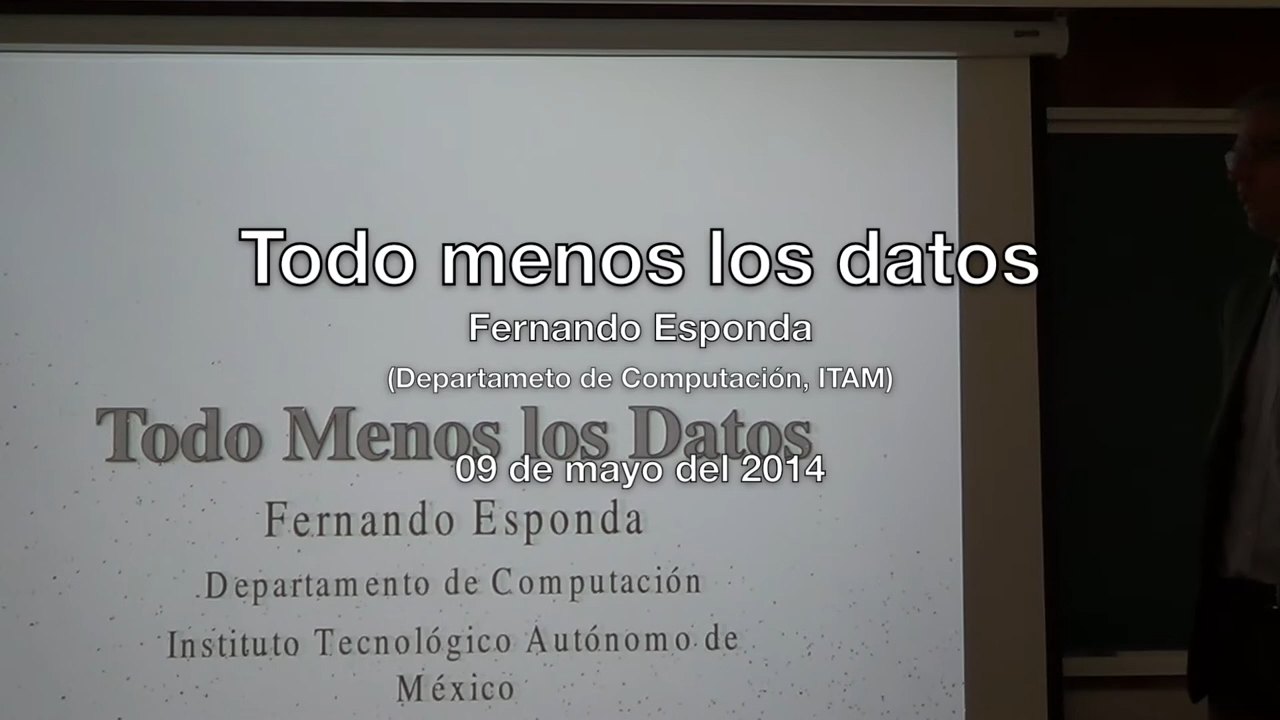 Todo menos los datos
Fernando Esponda
(Departameto de Computación, ITAM)
Todo Menos los Datos
09 de mayo del 2014
Fernando Esponda
Departamento de Computación
Instituto Tecnológico Autónomo de
México